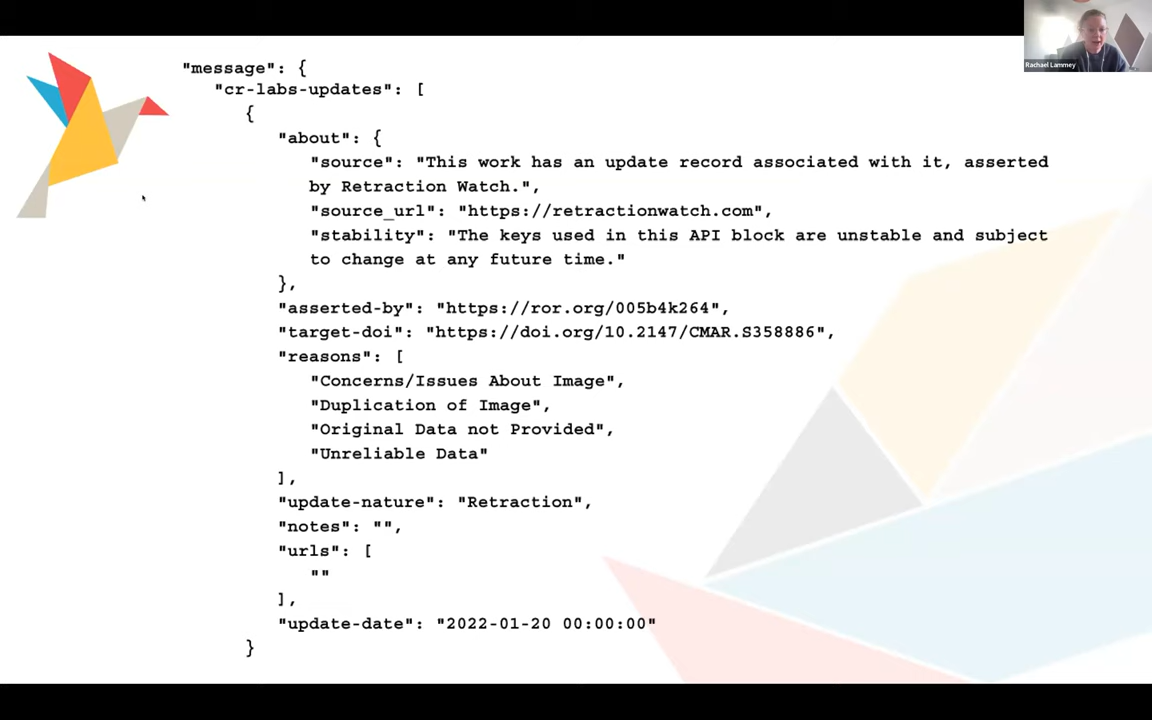 Rachael Lammey
"message": {
"cr-labs-updates": [
{
"about": {
"source": "This work has an update record associated with it, asserted
by Retraction Watch.",
"source_url": "https://retractionwatch.com",
"stability": "The keys used in this API block are unstable and subject
to change at any future time."
},
"asserted-by": "https://ror.org/005b4k264",
"target-doi": "https://doi.org/10.2147/CMAR.S358886",
"reasons": [
"Concerns/Issues About Image",
"Duplication of Image",
"Original Data not Provided",
"Unreliable Data"
],
"update-nature": "Retraction",
"notes": "",
"urls": [
""
],
"update-date": "2022-01-20 00:00:00"
}